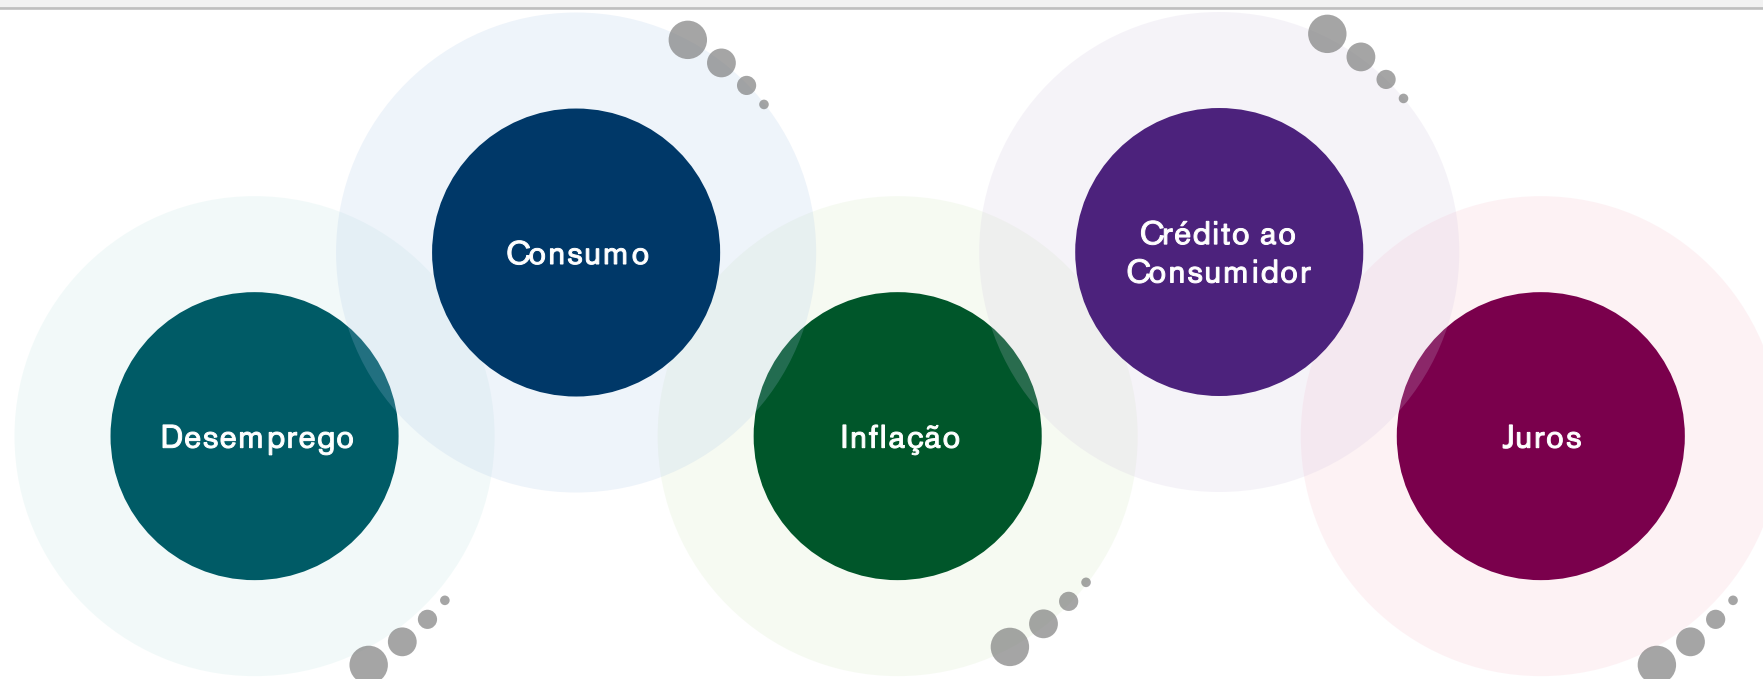 Desemprego
Consumo
Inflação
Crédito ao
Consumidor
Juros